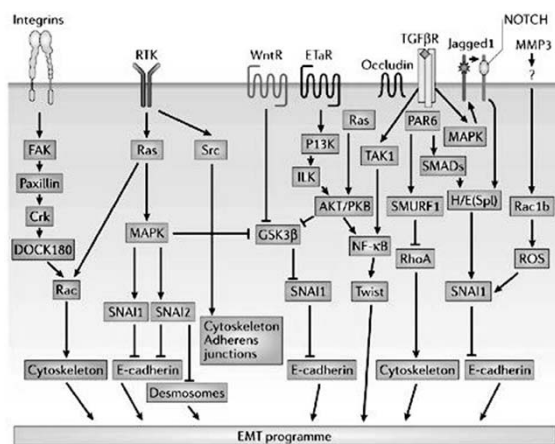 Integrins
RTK
WntR
ETaR
Occludin
TGFβR
Jagged1
NOTCH
MMP3
?
FAK
Paxillin
Crk
DOCK180
Rac
Cytoskeleton
Ras
Src
MAPK
SNAI1
SNAI2
E-cadherin
Desmosomes
Cytoskeleton
Adherens
junctions
P13K
ILK
Ras
AKT/PKB
GSK3β
SNAI1
E-cadherin
TAK1
NF-κB
Twist
PAR6
MAPK
SMADs
SMURF1
RhoA
Cytoskeleton
H/E(Spl)
SNAI1
E-cadherin
Rac1b
ROS
EMT programme